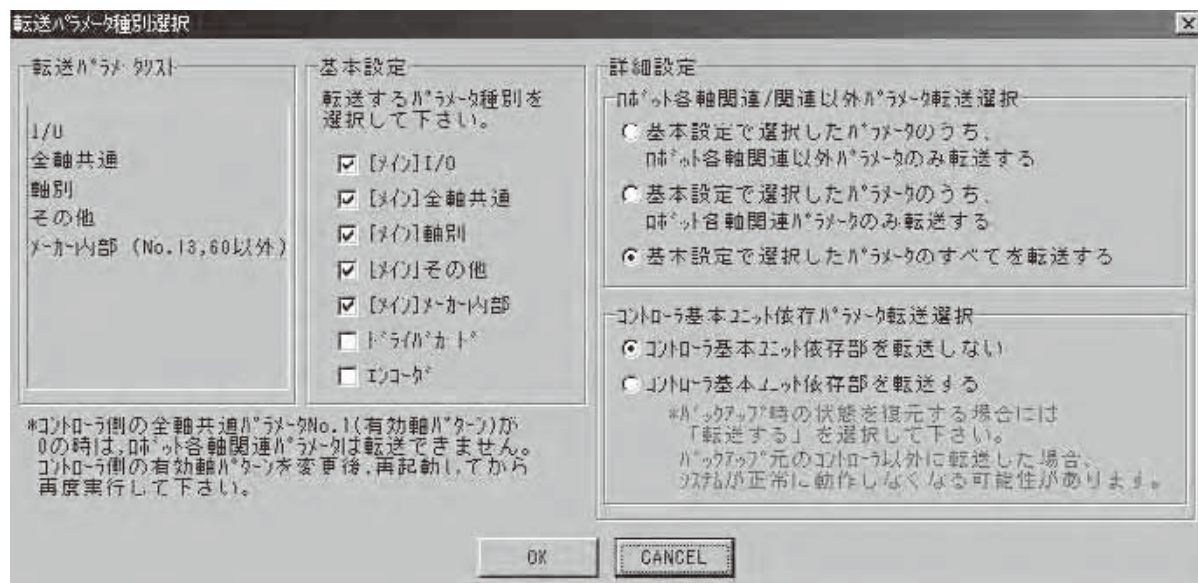 転送パラメータ種別選択
転送パラメータリスト
I/O
全軸共通
軸別
その他
メーカー内部 (No.13,60以外)
基本設定
転送するパラメータ種別を
選択して下さい。
[メイン]I/O
[メイン]全軸共通
[メイン]軸別
[メイン]その他
[メイン]メーカー内部
ドライバカード
エンコーダ
*コントローラ側の全軸共通パラメータNo.1(有効軸パターン)が
0の時は､ロボット各軸関連パラメータは転送できません。
コントローラ側の有効軸パターンを変更後､再起動してから
再度実行して下さい。
詳細設定
ロボット各軸関連/関連以外パラメータ転送選択
基本設定で選択したパラメータのうち､
ロボット各軸関連以外パラメータのみ転送する
基本設定で選択したパラメータのうち､
ロボット各軸関連パラメータのみ転送する
基本設定で選択したパラメータのすべてを転送する
コントローラ基本ユニット依存パラメータ転送選択
コントローラ基本ユニット依存部を転送しない
コントローラ基本ユニット依存部を転送する
*バックアップ時の状態を復元する場合には
「転送する」を選択して下さい。
バックアップ元のコントローラ以外に転送した場合､
システムが正常に動作しなくなる可能性があります。
OK
CANCEL